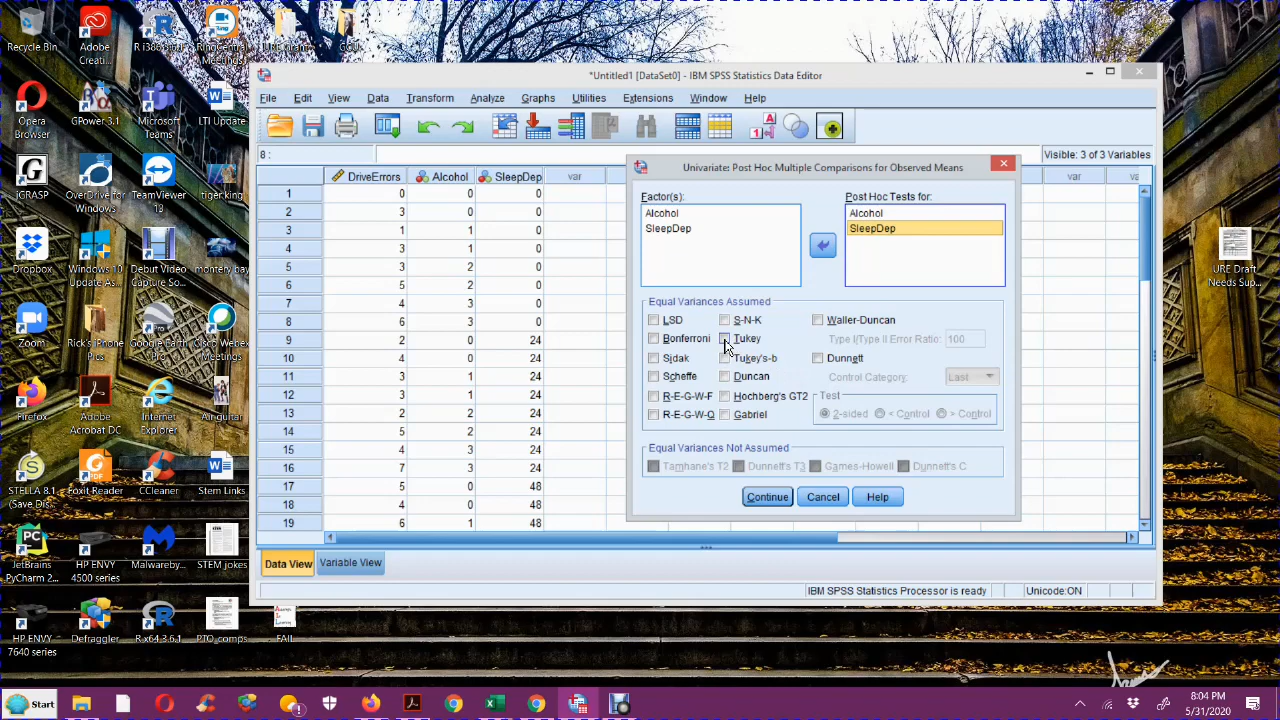 *Untitled1 [DataSet0] - IBM SPSS Statistics Data Editor
File Edit View Data Transform Analyze Graphs Utilities Extensions Window Help
8 :
Visible: 3 of 3 Variables
DriveErrors Alcohol SleepDep var var var
1 0 0 0
2 3 0 0
3 1 1 0
4 3 1 0
5 3 2 0
6 5 2 0
7 4 3 0
8 6 3 0
9 2 0 24
10 4 0 24
11 3 1 24
12 3 1 24
13 2 2 24
14 5 2 24
15 4 3 24
16 7 3 24
17 5 0 48
18 4 0 48
19 6 1 48
Data View Variable View
IBM SPSS Statistics Processor is ready Unicode:ON
Univariate: Post Hoc Multiple Comparisons for Observed Means
Factor(s):
Alcohol
SleepDep
Post Hoc Tests for:
Alcohol
SleepDep
Equal Variances Assumed
LSD S-N-K Waller-Duncan
Bonferroni Tukey Type I/Type II Error Ratio: 100
Sidak Tukey's-b Dunnett
Scheffe Duncan Control Category: Last
R-E-G-W-F Hochberg's GT2 Test
R-E-G-W-Q Gabriel 2-sided < Control > Control
Equal Variances Not Assumed
Tamhane's T2 Dunnett's T3 Games-Howell Dunnett's C
Continue Cancel Help
Recycle Bin
Adobe
Creati...
R i386
RingCentral
Meetings
Opera
Browser
GPower 3.1
Microsoft
Teams
LTI Update
jGRASP
OverDrive for
Windows
TeamViewer
13
tiger king
Dropbox
Windows 10
Update As...
Debut Video
Capture So...
montery bay
Zoom
Rick's iPhone
Pics
Google Earth
Pro
Cisco Webex
Meetings
Firefox
Adobe
Acrobat DC
Internet
Explorer
Air guitar
STELLA 8.1
(Save Dis...
Foxit Reader
CCleaner
Stem Links
JetBrains
PyCharm 2...
HP ENVY
4500 series
Malwareby...
STEM jokes
HP ENVY
7640 series
Defraggler
R x64 3.6.1
PTO_comps
FAIL
URE Draft
Needs Sup...
Start
8:04 PM
5/31/2020